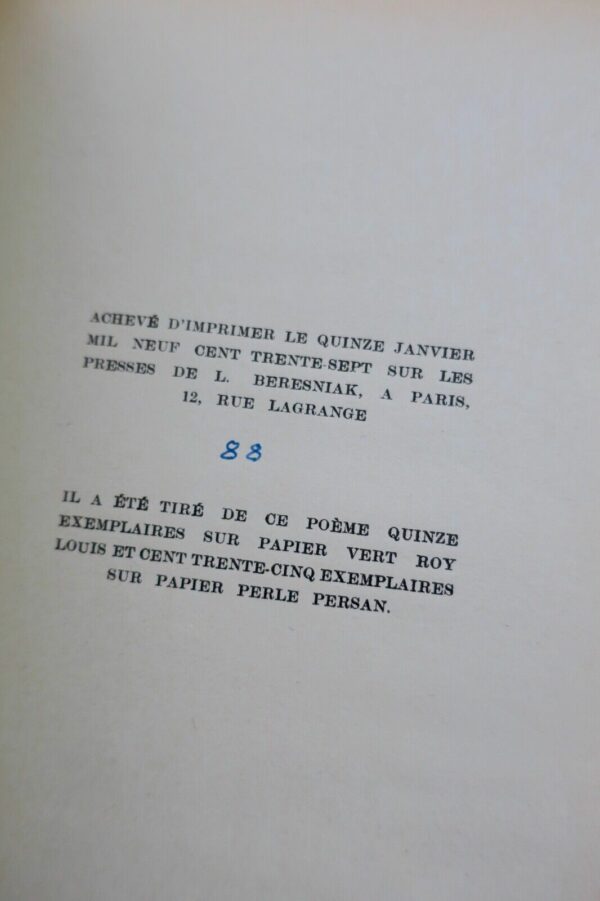 ACHEVÉ D'IMPRIMER LE QUINZE JANVIER
MIL NEUF CENT TRENTE-SEPT SUR LES
PRESSES DE L. BERESNIAK, A PARIS,
12, RUE LAGRANGE
88
IL A ÉTÉ TIRÉ DE CE POÈME QUINZE
EXEMPLAIRES SUR PAPIER VERT ROY
LOUIS ET CENT TRENTE-CINQ EXEMPLAIRES
SUR PAPIER PERLE PERSAN.